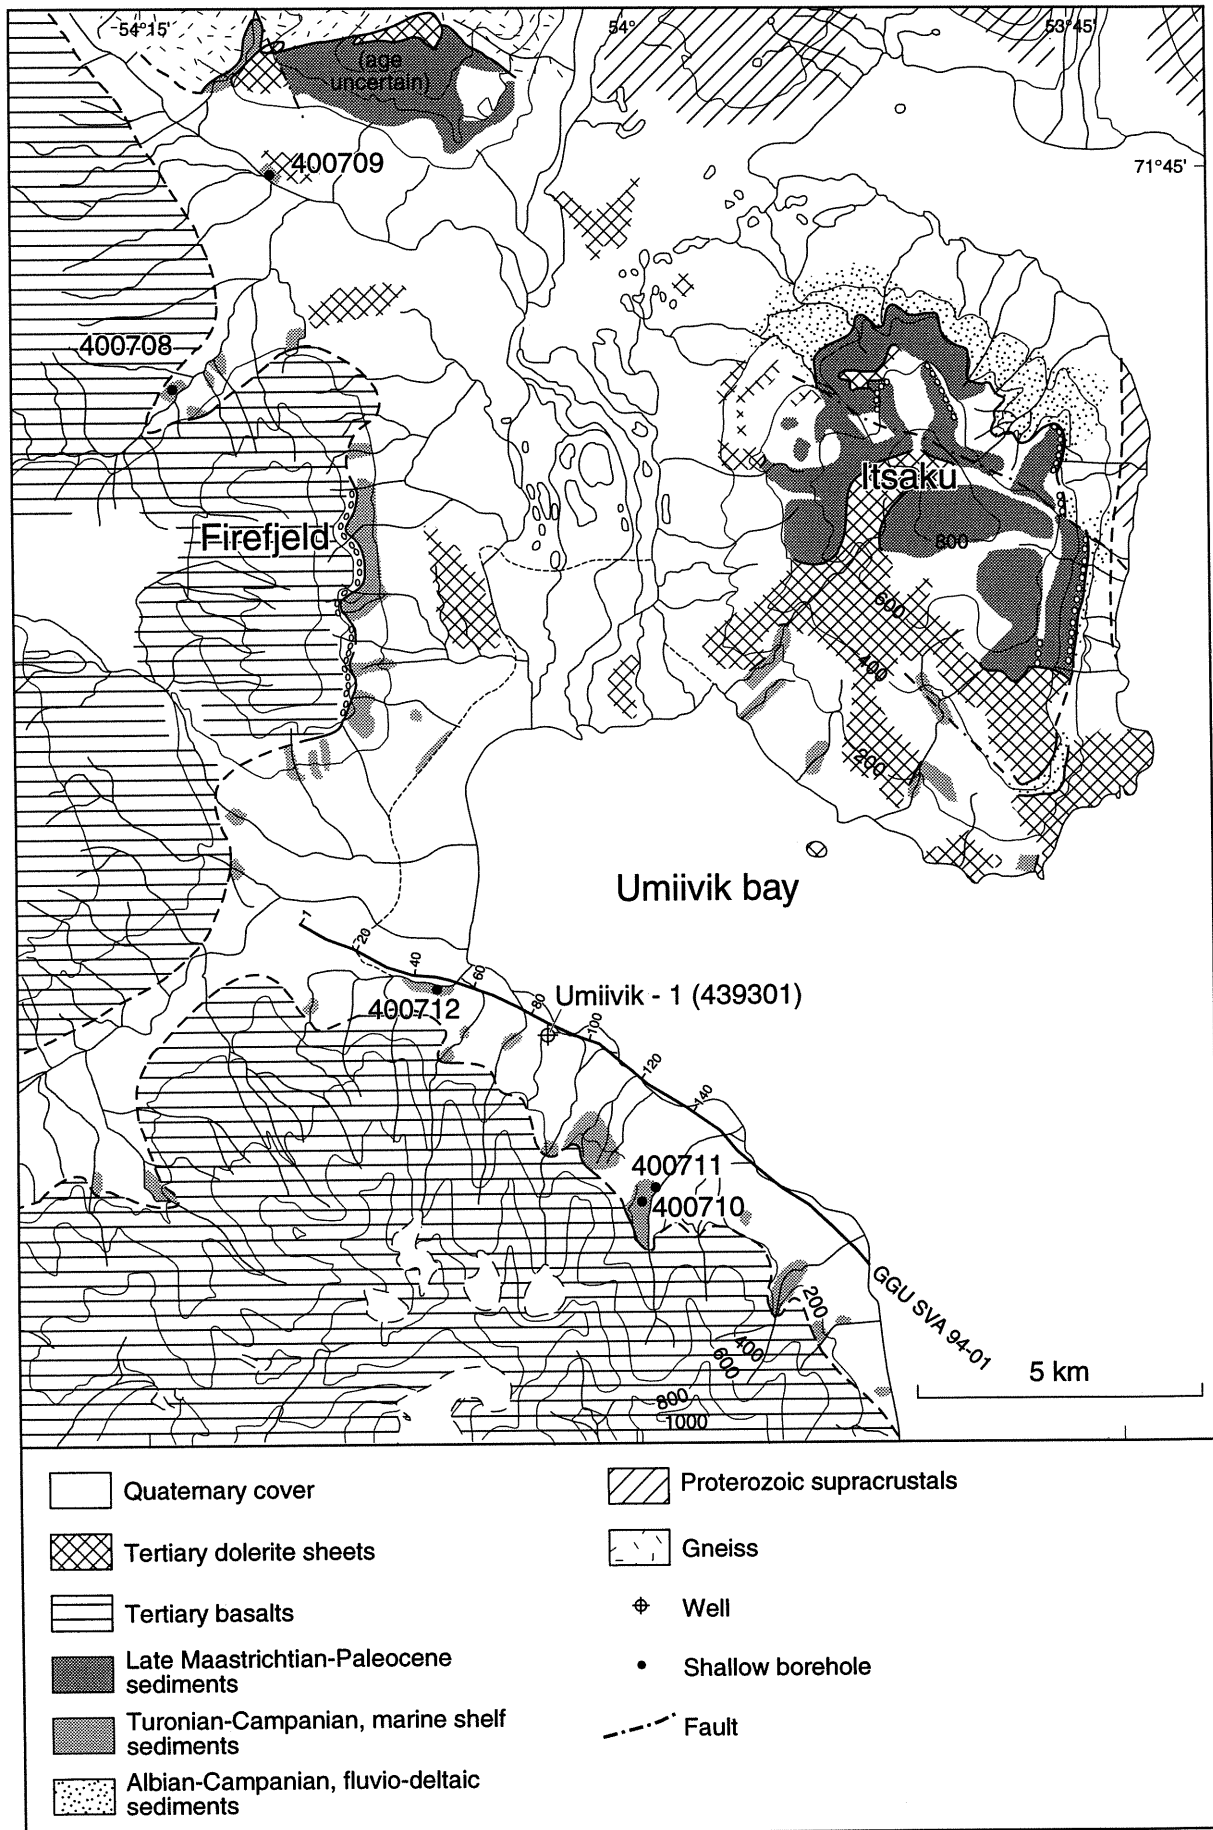 54°15'
54°
53°45'
(age
uncertain)
400709
71°45'
400708
Itsaku
Firefjeld
800
600
400
200
Umiivik bay
1
20
40
60
80
100
120
140
400712
Umiivik - 1 (439301)
400711
400710
GGU SVA 94-01
200
400
600
800
1000
5 km
Quaternary cover
Tertiary dolerite sheets
Tertiary basalts
Late Maastrichtian-Paleocene
sediments
Turonian-Campanian, marine shelf
sediments
Albian-Campanian, fluvio-deltaic
sediments
Proterozoic supracrustals
Gneiss
Well
Shallow borehole
Fault